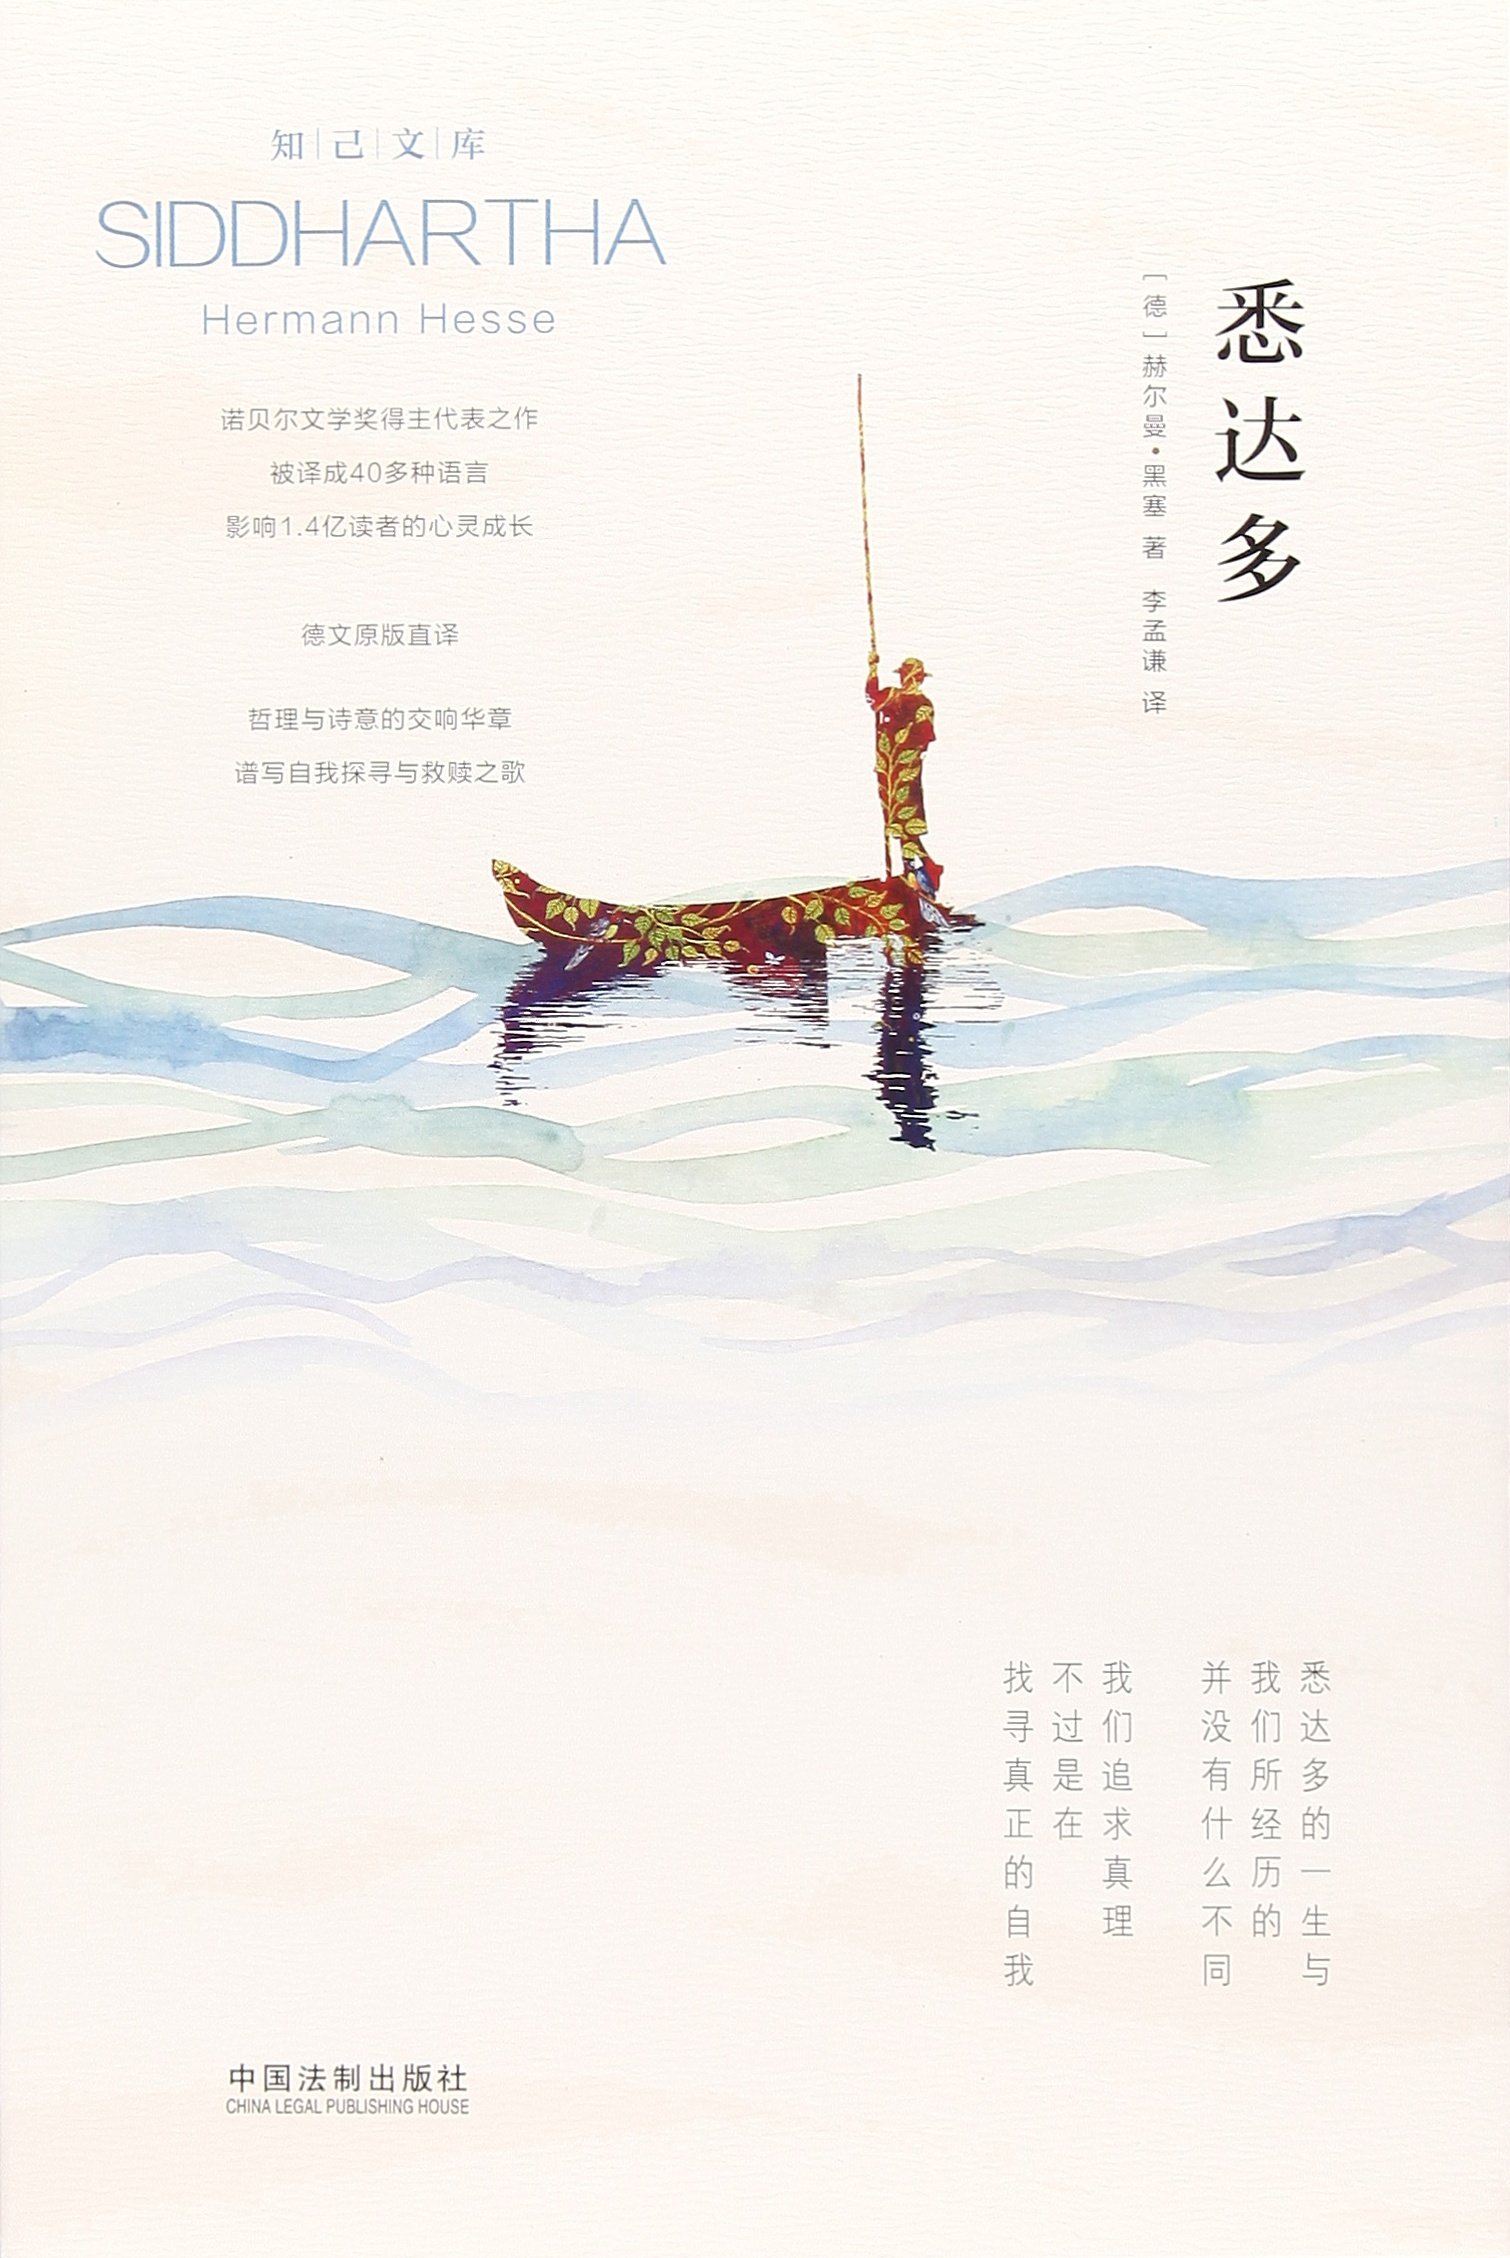 知己文库
SIDDHARTHA
Hermann Hesse
诺贝尔文学奖得主代表之作
被译成40多种语言
影响1.4亿读者的心灵成长
德文原版直译
哲理与诗意的交响华章
谱写自我探寻与救赎之歌
悉达多
[德]赫尔曼·黑塞 著 李孟谦 译
悉达多的一生与
我们所经历的
并没有什么不同
我们追求真理
不过是在
找寻真正的自我
中国法制出版社
CHINA LEGAL PUBLISHING HOUSE